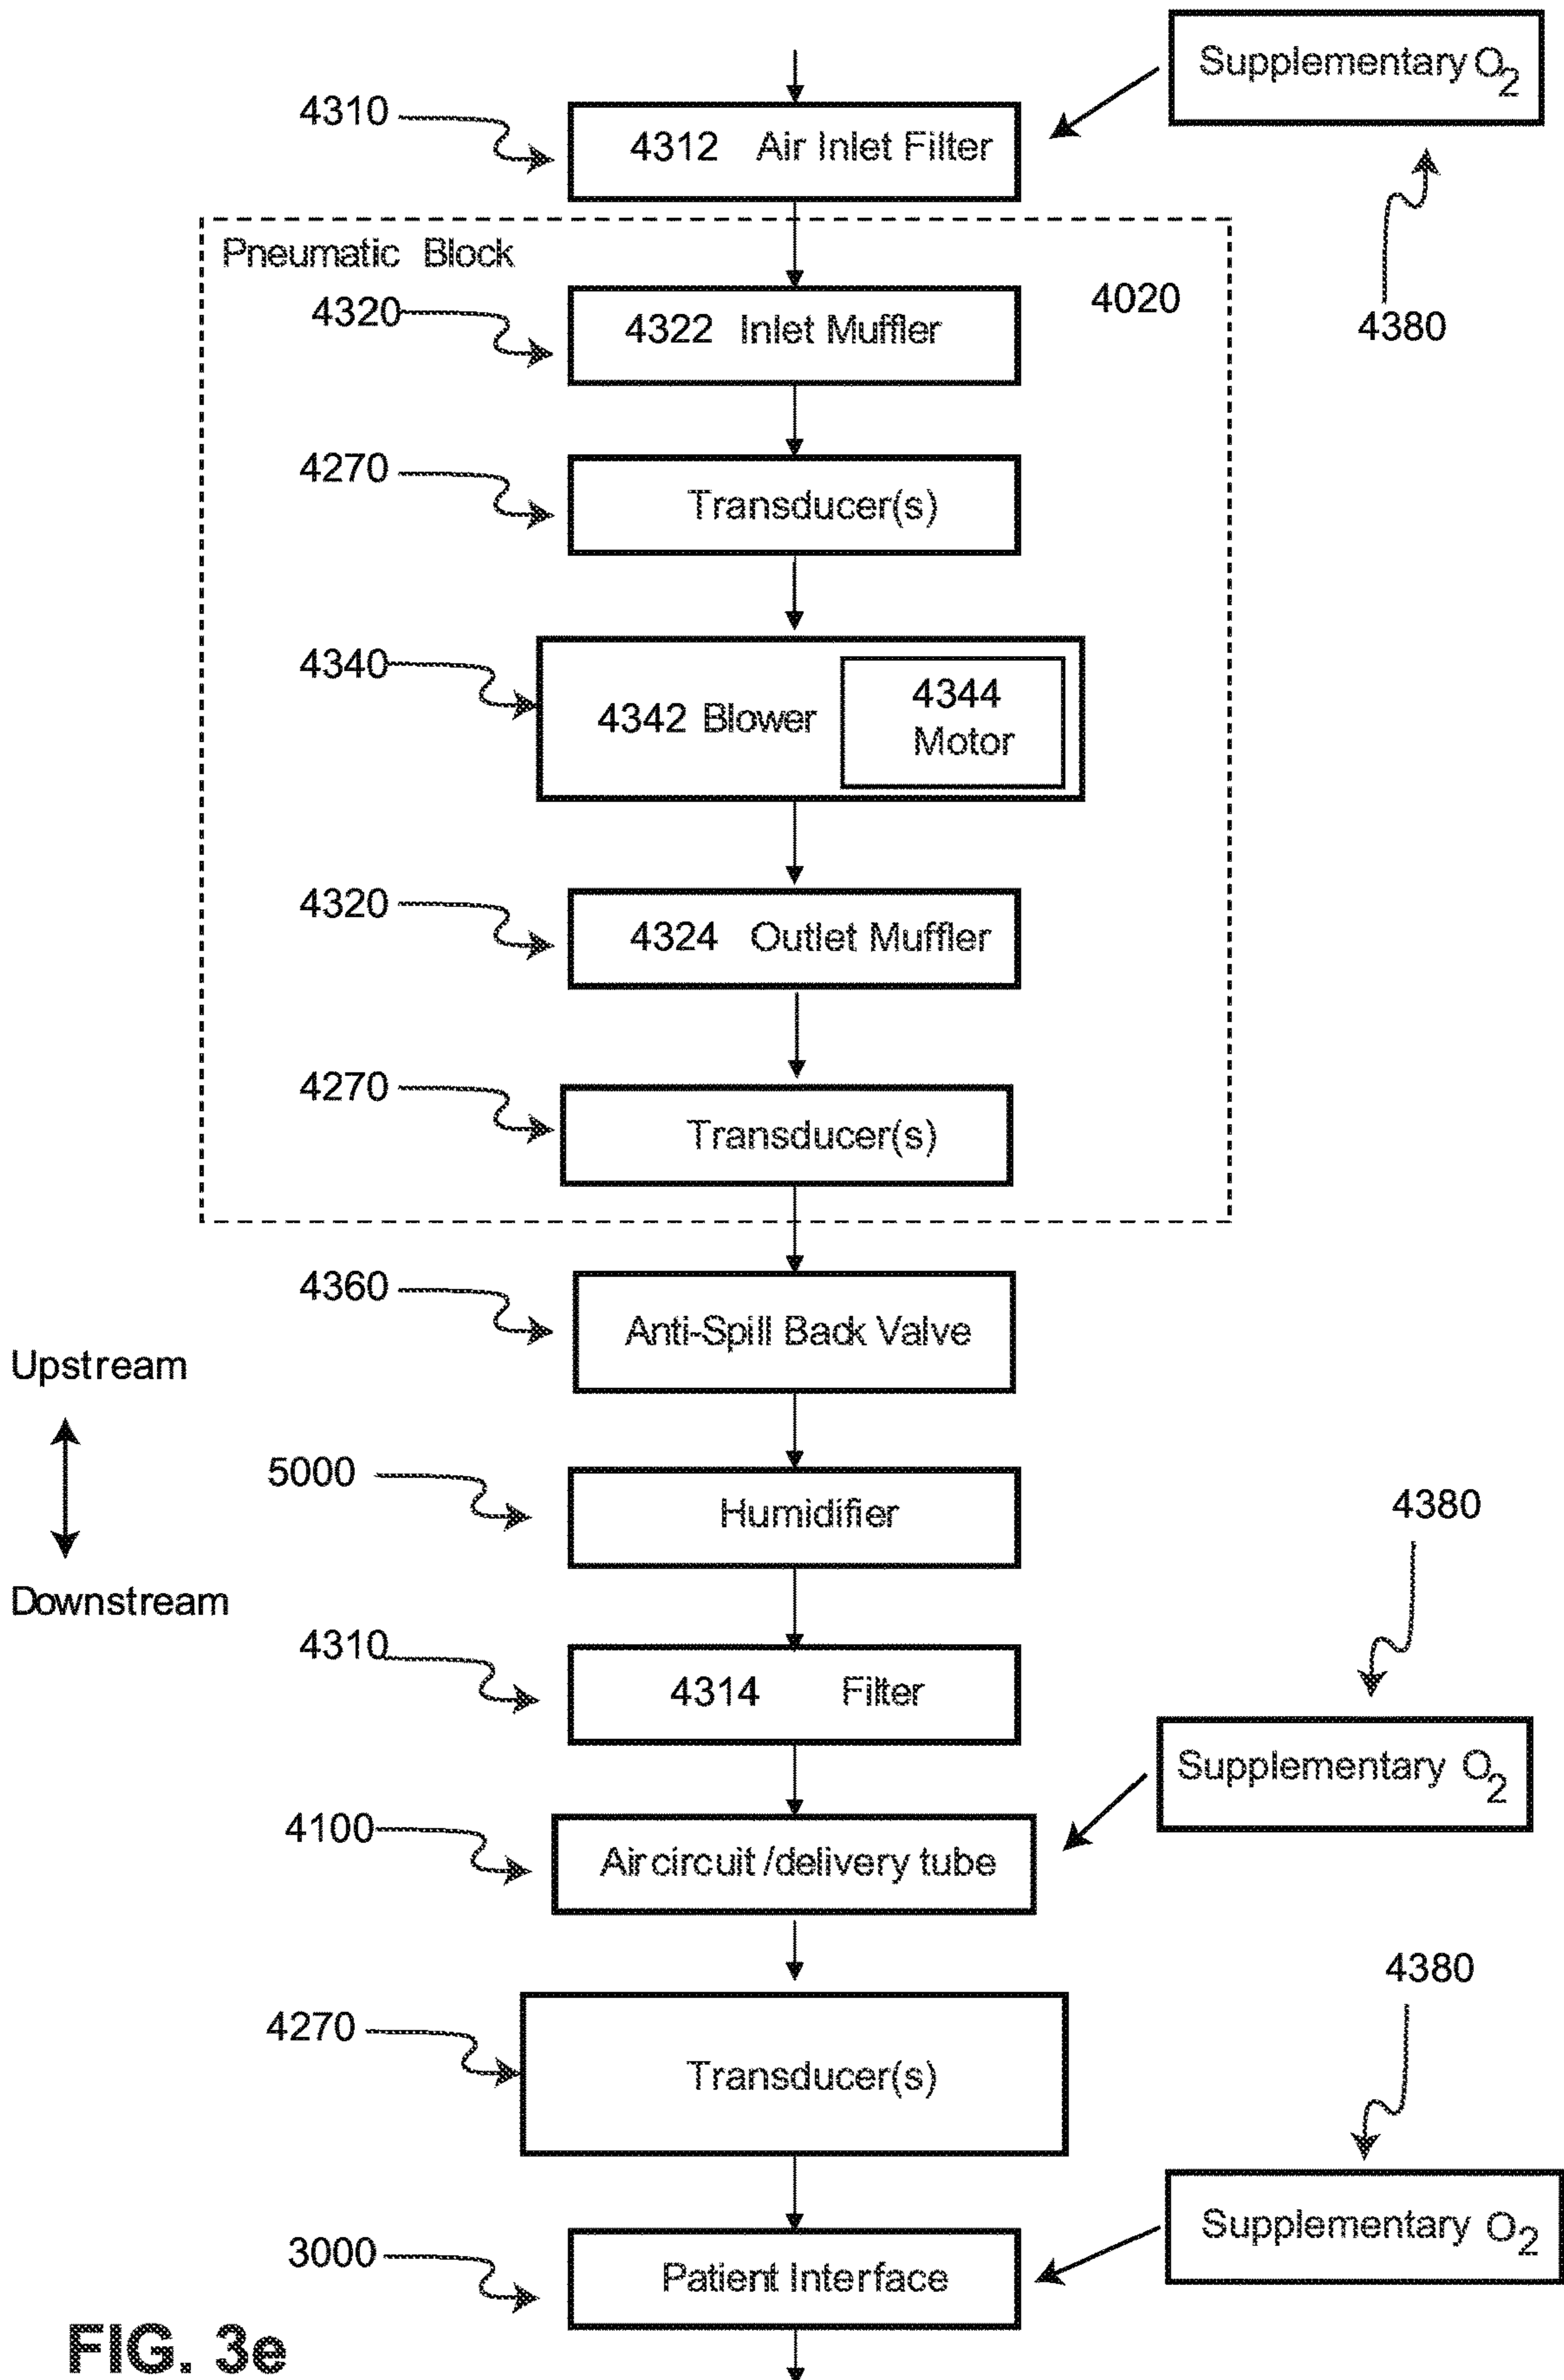 Supplementary O2
4310
4312 Air Inlet Filter
Pneumatic Block
4020
4380
4320
4322 Inlet Muffler
4270
Transducer(s)
4340
4342 Blower
4344
Motor
4320
4324 Outlet Muffler
4270
Transducer(s)
4360
Anti-Spill Back Valve
Upstream
5000
Humidifier
4380
Downstream
4310
4314 Filter
Supplementary O2
4100
Air circuit /delivery tube
4380
4270
Transducer(s)
Supplementary O2
3000
Patient Interface
FIG. 3e